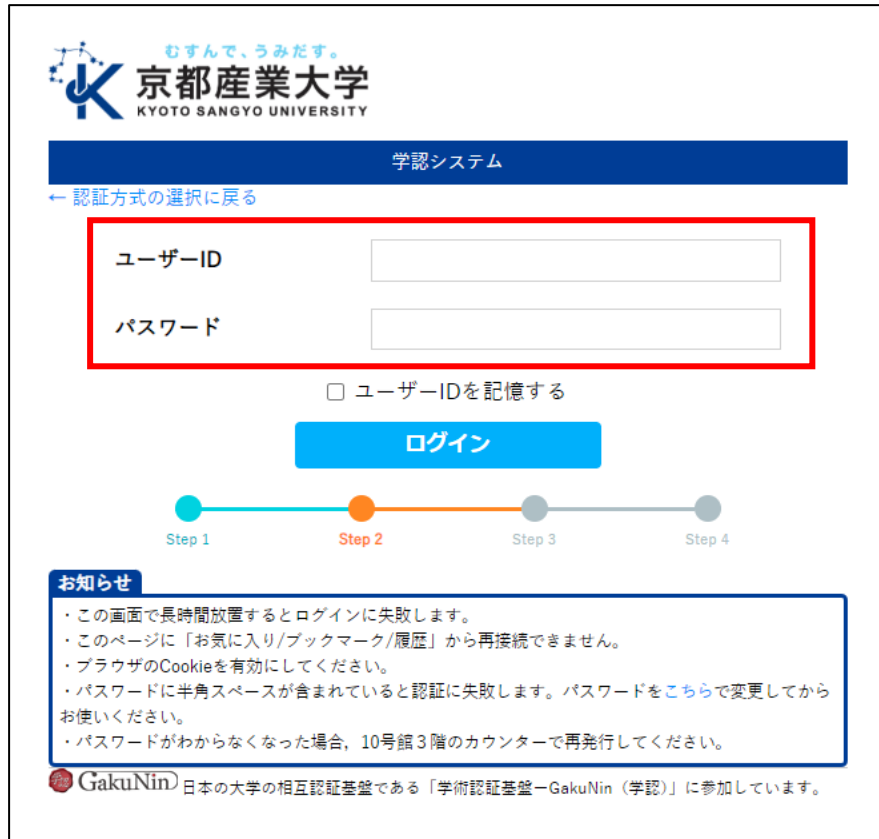 むすんで、うみだす。
京都産業大学
KYOTO SANGYO UNIVERSITY
学認システム
← 認証方式の選択に戻る
ユーザーID
パスワード
ユーザーIDを記憶する
ログイン
Step 1 Step 2 Step 3 Step 4
お知らせ
・この画面で長時間放置するとログインに失敗します。
・このページに「お気に入り/ブックマーク/履歴」から再接続できません。
・ブラウザのCookieを有効にしてください。
・パスワードに半角スペースが含まれていると認証に失敗します。パスワードをこちらで変更してから
お使いください。
・パスワードがわからなくなった場合，10号館３階のカウンターで再発行してください。
GakuNin 日本の大学の相互認証基盤である「学術認証基盤ーGakuNin（学認）」に参加しています。